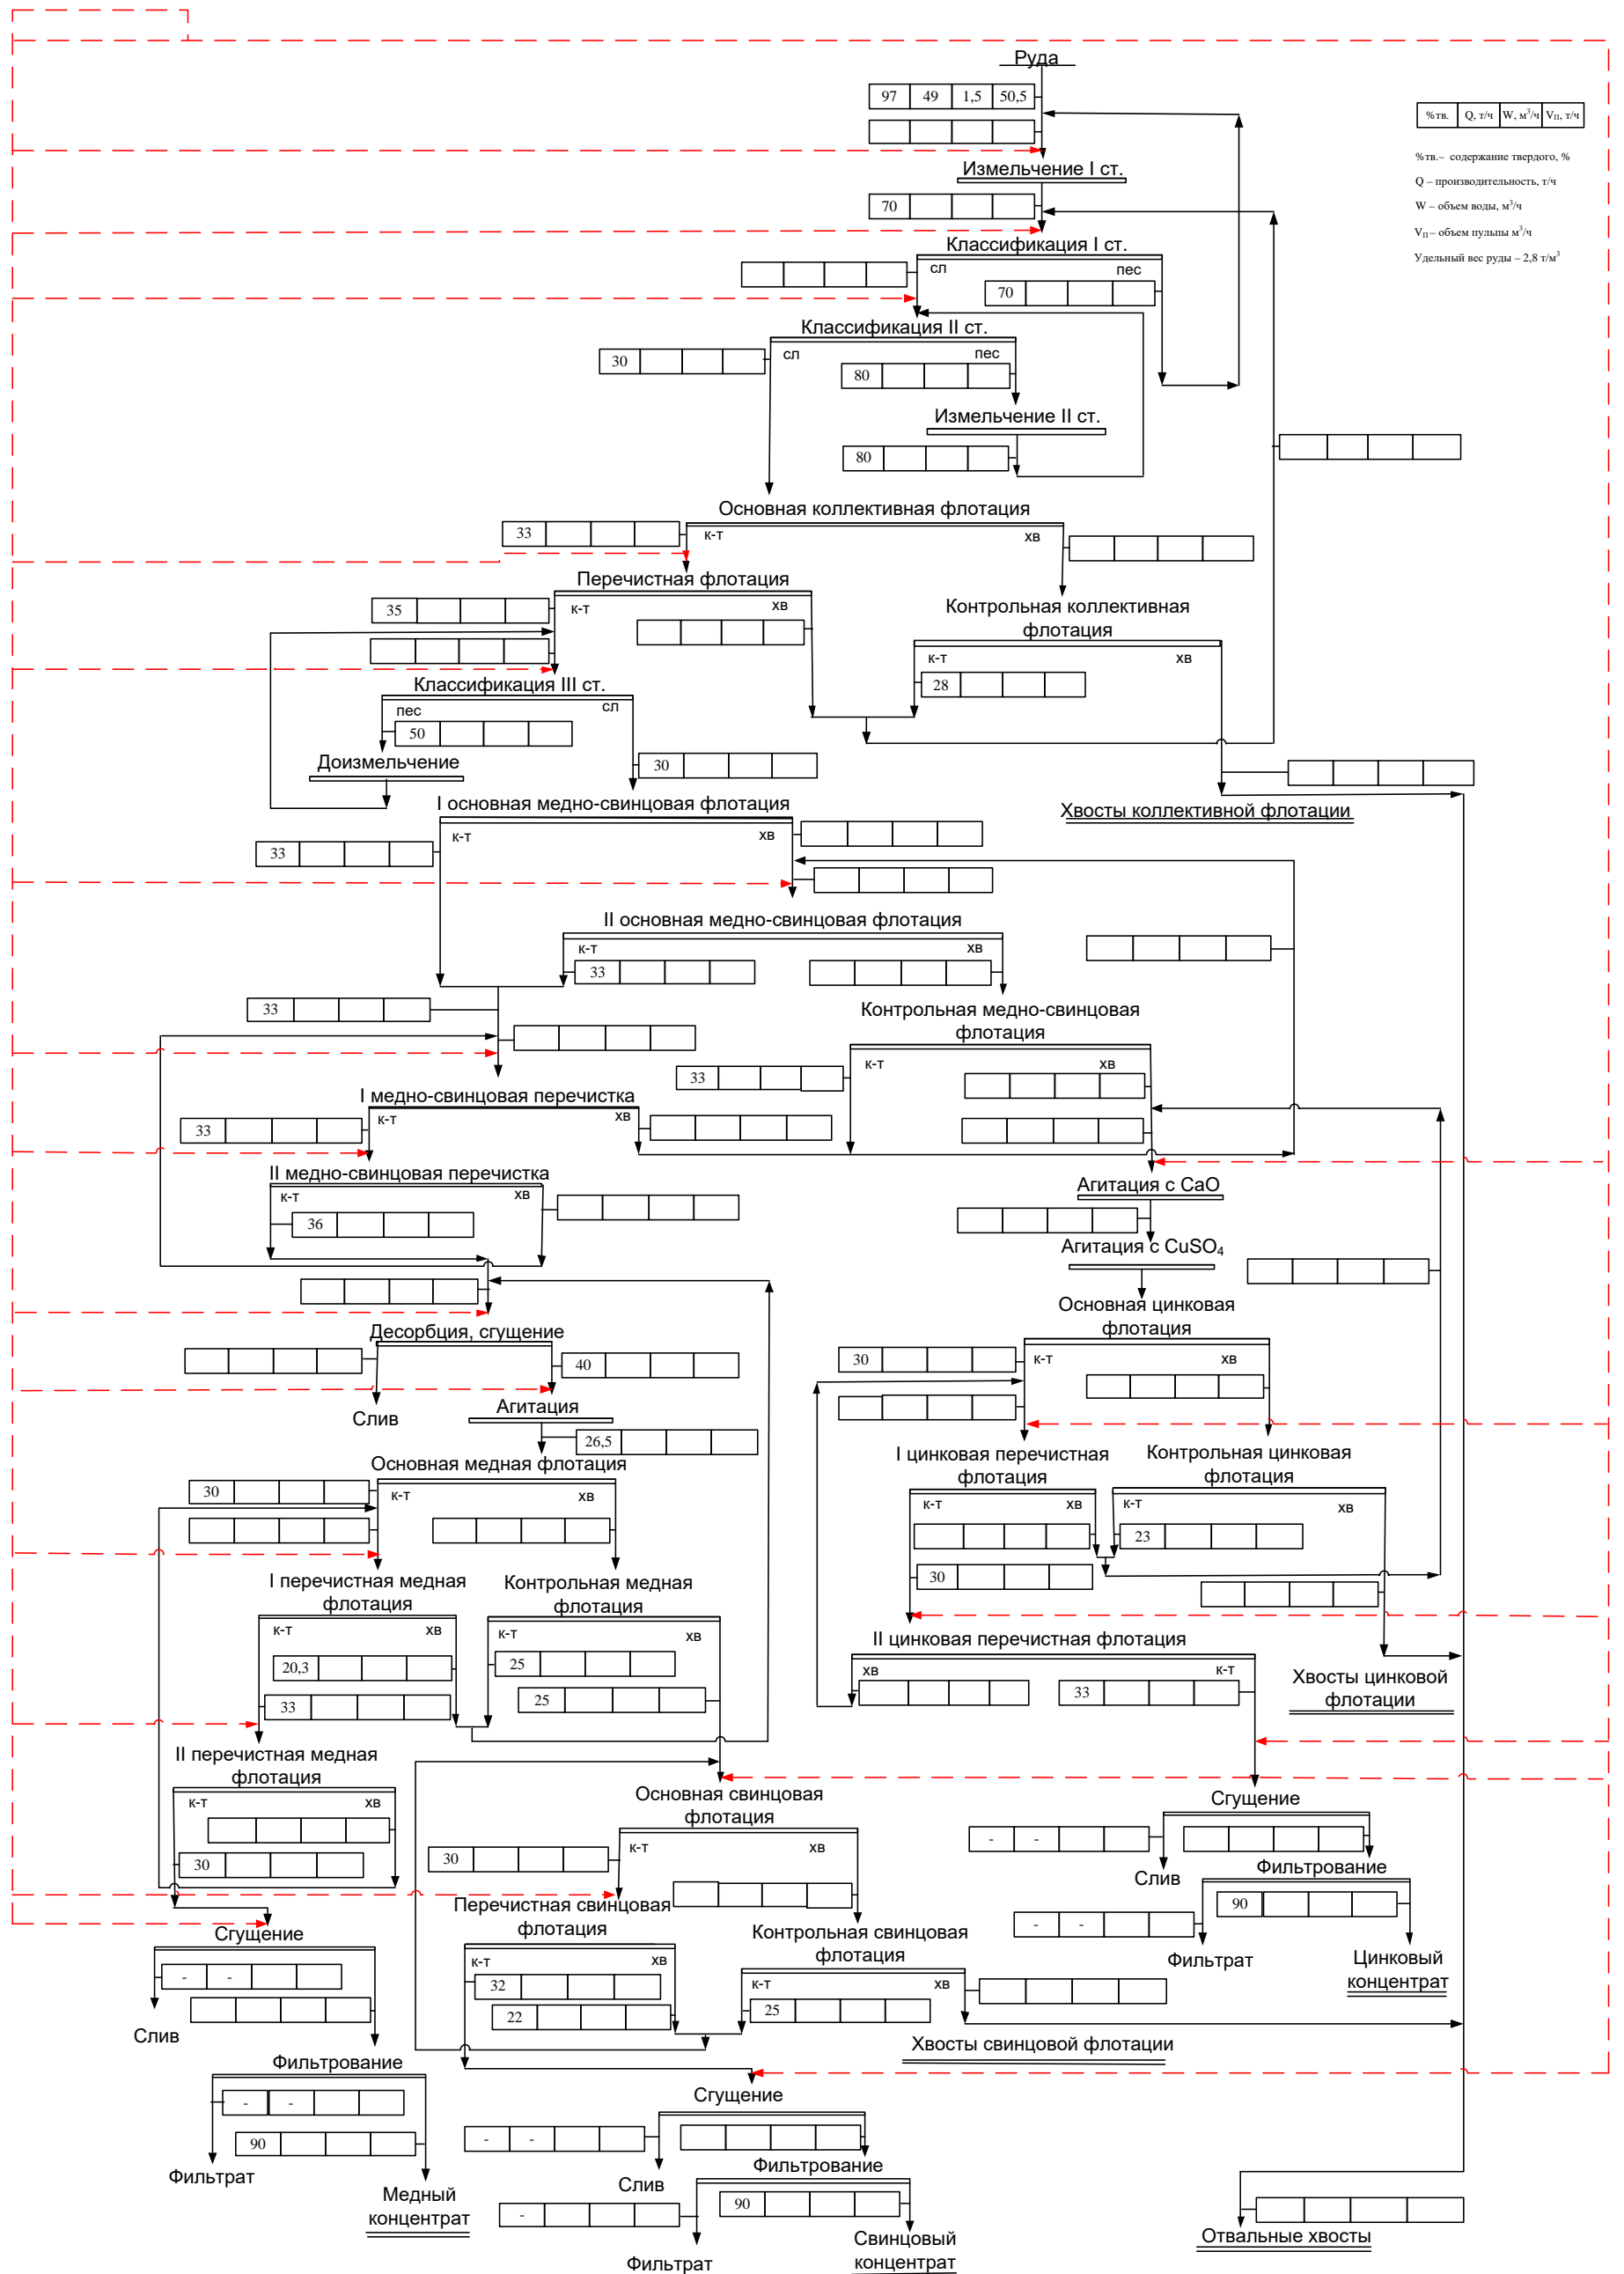 Руда
97 49 1,5 50,5
%тв. Q, т/ч W, м³/ч Vп, т/ч
%тв.– содержание твердого, %
Q – производительность, т/ч
W – объем воды, м³/ч
Vп – объем пульпы м³/ч
Удельный вес руды – 2,8 т/м³
Измельчение I ст.
70
Классификация I ст.
сл
пес
70
Классификация II ст.
30
сл
пес
80
Измельчение II ст.
80
Основная коллективная флотация
33
к-т
хв
Перечистная флотация
35
к-т
хв
Контрольная коллективная
флотация
к-т
хв
28
Классификация III ст.
пес
сл
50
Доизмельчение
30
I основная медно-свинцовая флотация
Хвосты коллективной флотации
к-т
хв
33
II основная медно-свинцовая флотация
к-т
хв
33
33
Контрольная медно-свинцовая
флотация
33
к-т
хв
I медно-свинцовая перечистка
33
к-т
хв
II медно-свинцовая перечистка
к-т
хв
36
Агитация с CaO
Агитация с CuSO₄
Основная цинковая
флотация
Десорбция, сгущение
40
30
к-т
хв
Слив
Агитация
26,5
Основная медная флотация
30
к-т
хв
I цинковая перечистная
флотация
Контрольная цинковая
флотация
к-т
хв
к-т
хв
23
30
I перечистная медная
флотация
Контрольная медная
флотация
к-т
хв
к-т
хв
20,3
25
33
25
II цинковая перечистная флотация
хв
к-т
33
Хвосты цинковой
флотации
II перечистная медная
флотация
к-т
хв
30
Основная свинцовая
флотация
30
к-т
хв
Сгущение
- -
Слив
Фильтрование
90
- -
Фильтрат
Цинковый
концентрат
Перечистная свинцовая
флотация
Контрольная свинцовая
флотация
к-т
хв
к-т
хв
32
22
25
Хвосты свинцовой флотации
Сгущение
- -
Слив
Фильтрование
- -
90
Фильтрат
Медный
концентрат
Сгущение
- -
Слив
Фильтрование
90
-
Фильтрат
Свинцовый
концентрат
Отвальные хвосты